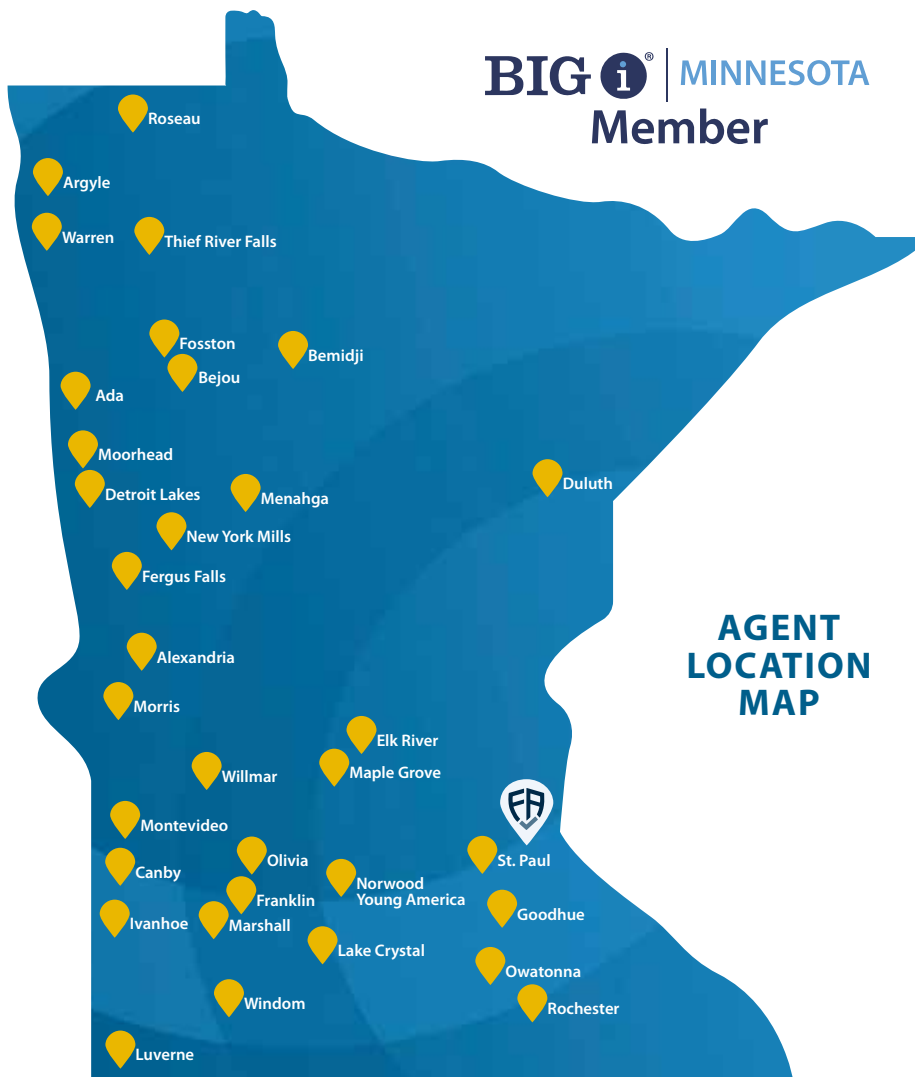 BIG i® | MINNESOTA
Member
Roseau
Argyle
Warren
Thief River Falls
Fosston
Bemidji
Bejou
Ada
Moorhead
Duluth
Detroit Lakes
Menahga
New York Mills
Fergus Falls
AGENT
LOCATION
MAP
Alexandria
Morris
Elk River
Willmar
Maple Grove
FA
Montevideo
Olivia
St. Paul
Canby
Norwood
Young America
Franklin
Goodhue
Ivanhoe
Marshall
Lake Crystal
Owatonna
Windom
Rochester
Luverne